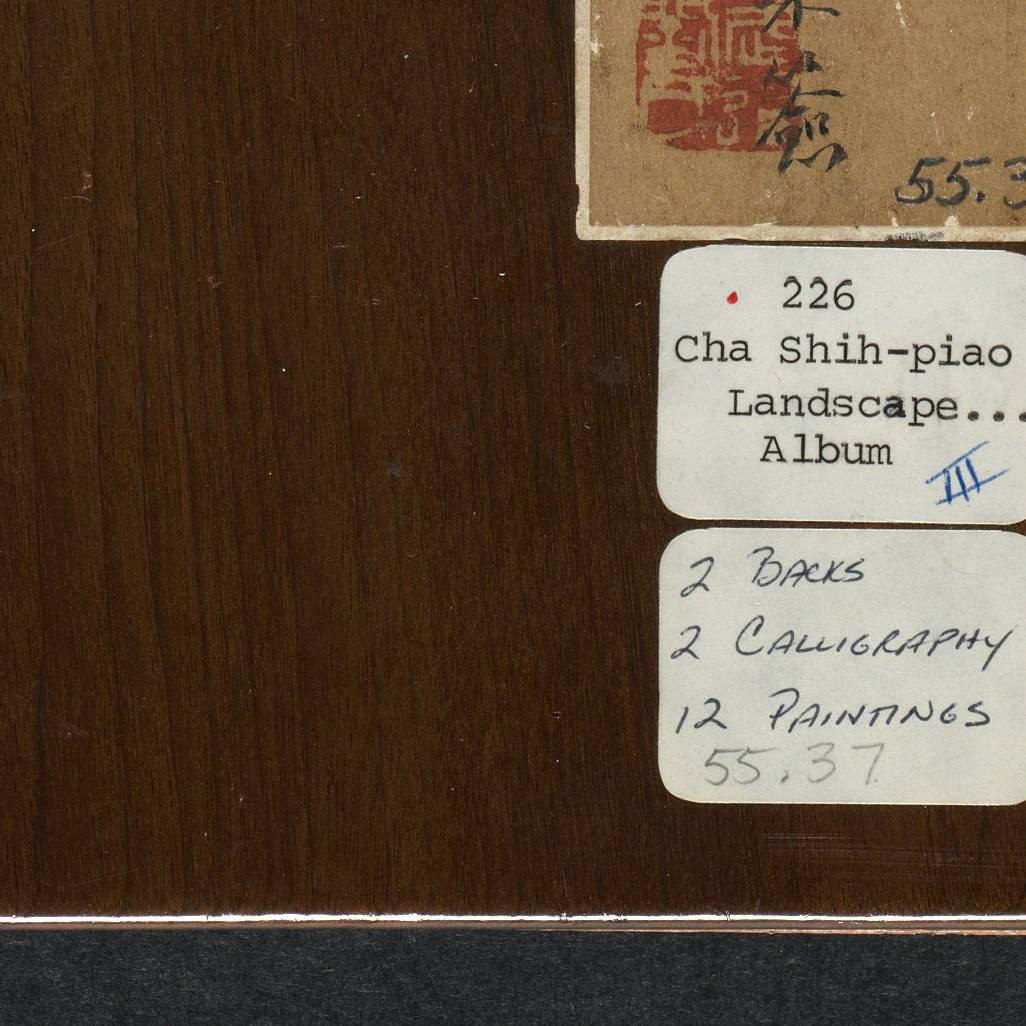 55.3
226
Cha Shih-piao
Landscape...
Album
III
2 BACKS
2 CALLIGRAPHY
12 PAINTINGS
55.37